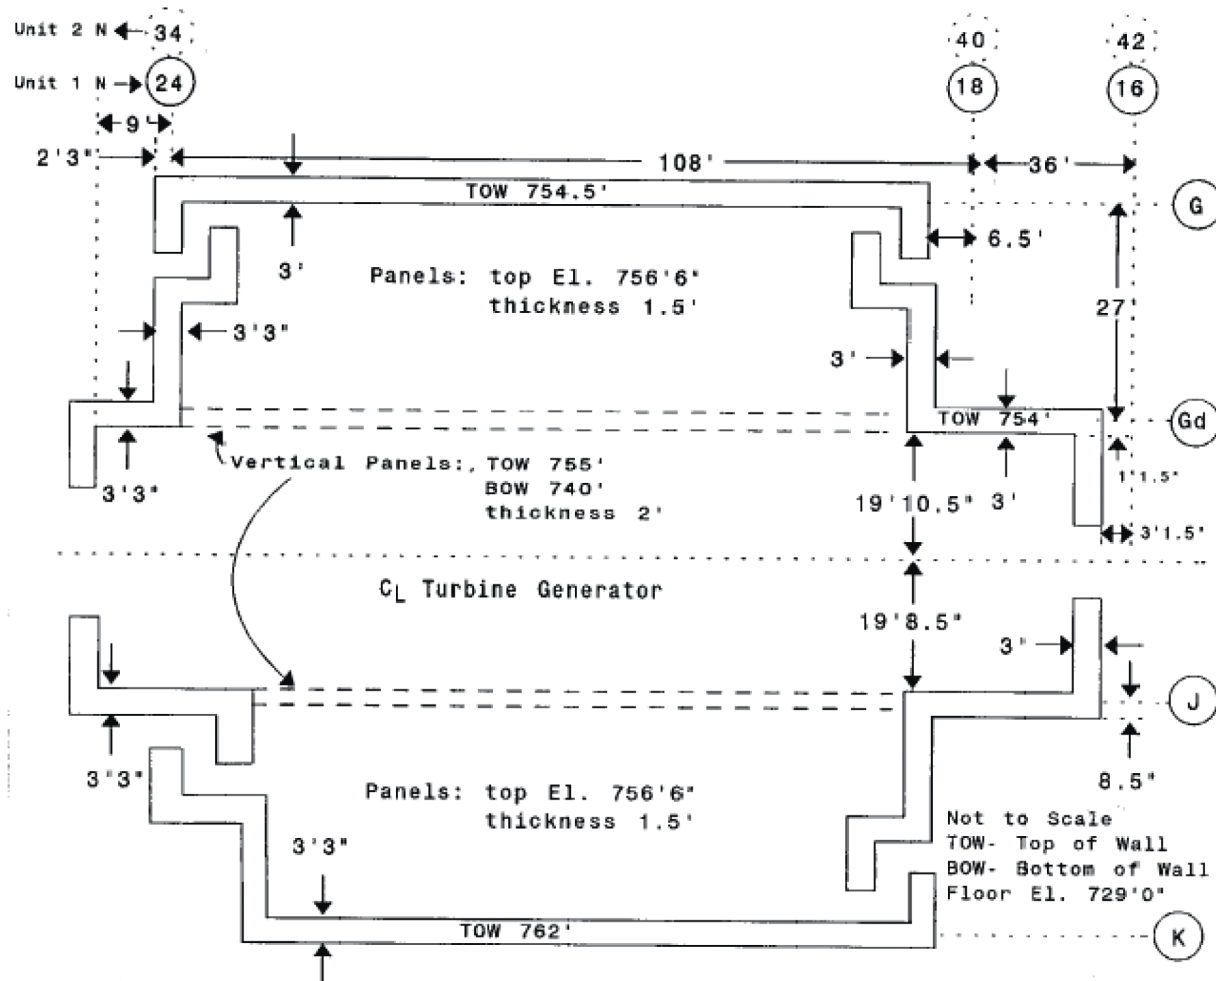 Unit 2 N 34
40
42
Unit 1 N 24
18
16
9'
2'3"
108'
36'
TOW 754.5'
G
6.5'
3'
Panels: top El. 756'6"
thickness 1.5'
27
3'3"
3'
TOW 754'
Gd
Vertical Panels: TOW 755'
BOW 740'
thickness 2'
3'3"
19'10.5"
3'
1'1.5"
3'1.5"
CL Turbine Generator
19'8.5"
3"
J
3'3"
8.5"
Panels: top El. 756'6"
thickness 1.5'
Not to Scale
TOW- Top of Wall
BOW- Bottom of Wall
Floor El. 729'0"
3'3"
TOW 762'
K